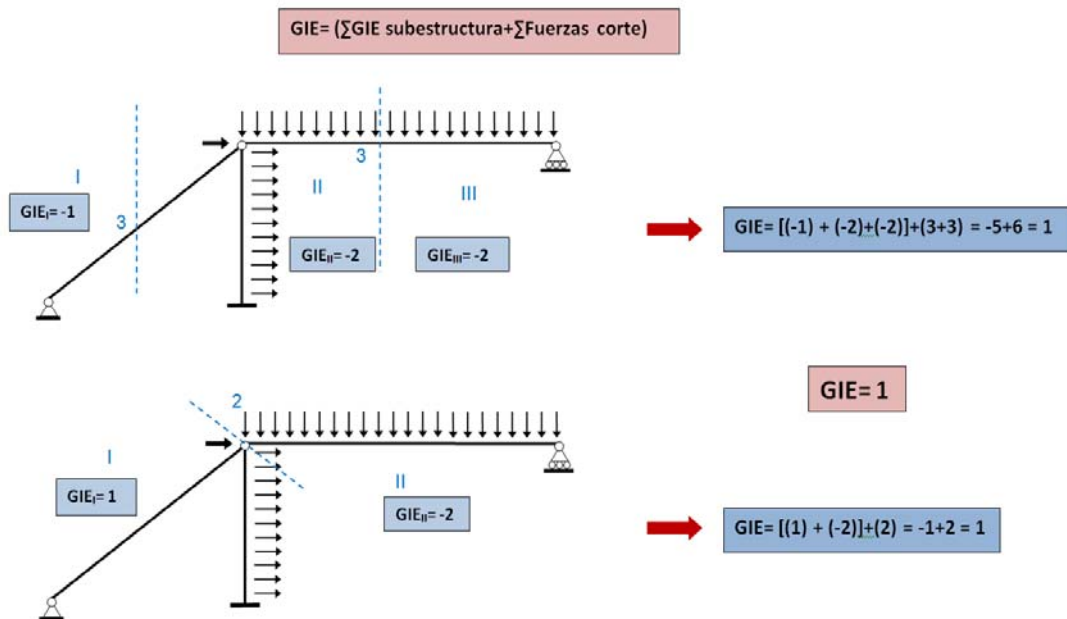 GIE= (∑GIE subestructura+∑Fuerzas corte)
I
3
II
III
GIEI= -1
3
GIEII= -2
GIEIII= -2
GIE= [(-1) + (-2)+(-2)]+(3+3) = -5+6 = 1
GIE= 1
2
I
II
GIEI= 1
GIEII= -2
GIE= [(1) + (-2)]+(2) = -1+2 = 1